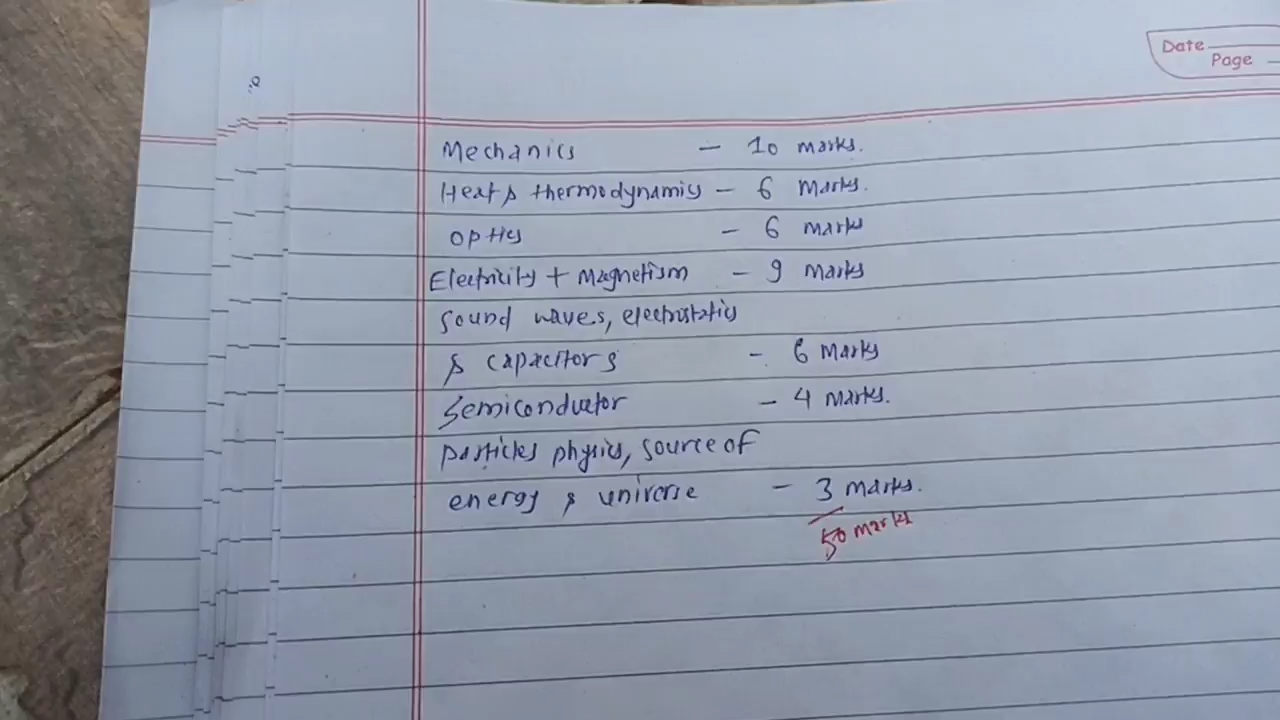 Date
Page
Mechanics - 10 marks.
Heat & thermodynamics - 6 Marks.
optics - 6 marks
Electricity + Magnetism - 9 Marks
Sound waves, electrostatics
& capacitors - 6 Marks
Semiconductor - 4 marks.
particles physics, source of
energy & universe - 3 marks.
50 marks